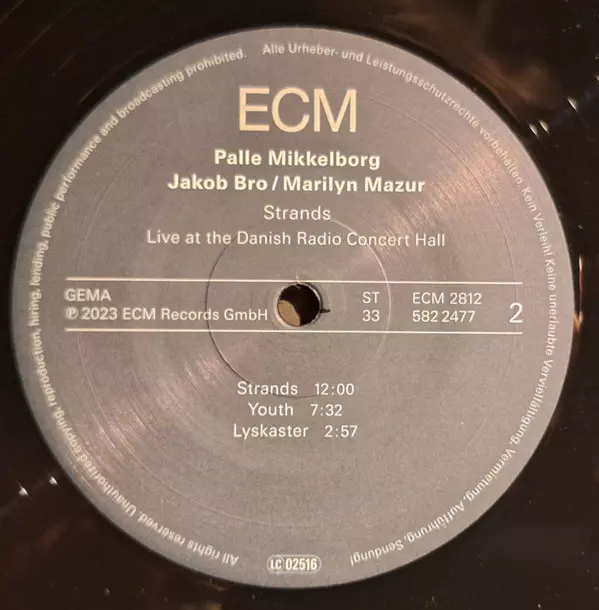 ECM
Palle Mikkelborg
Jakob Bro / Marilyn Mazur
Strands
Live at the Danish Radio Concert Hall
GEMA ST ECM 2812
℗ 2023 ECM Records GmbH 33 582 2477 2
Strands 12:00
Youth 7:32
Lyskaster 2:57
Alle Urheber- und Leistungsschutzrechte vorbehalten. Kein Verleih! Keine unerlaubte Vervielfältigung, Vermietung, Aufführung, Sendung!
LC 02516
All rights reserved. Unauthorized copying, reproduction, hiring, lending, public performance and broadcasting prohibited.